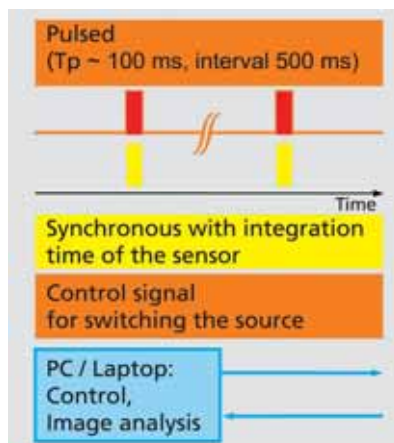 Pulsed
(Tp ~ 100 ms, interval 500 ms)
Time
Synchronous with integration
time of the sensor
Control signal
for switching the source
PC / Laptop:
Control,
Image analysis